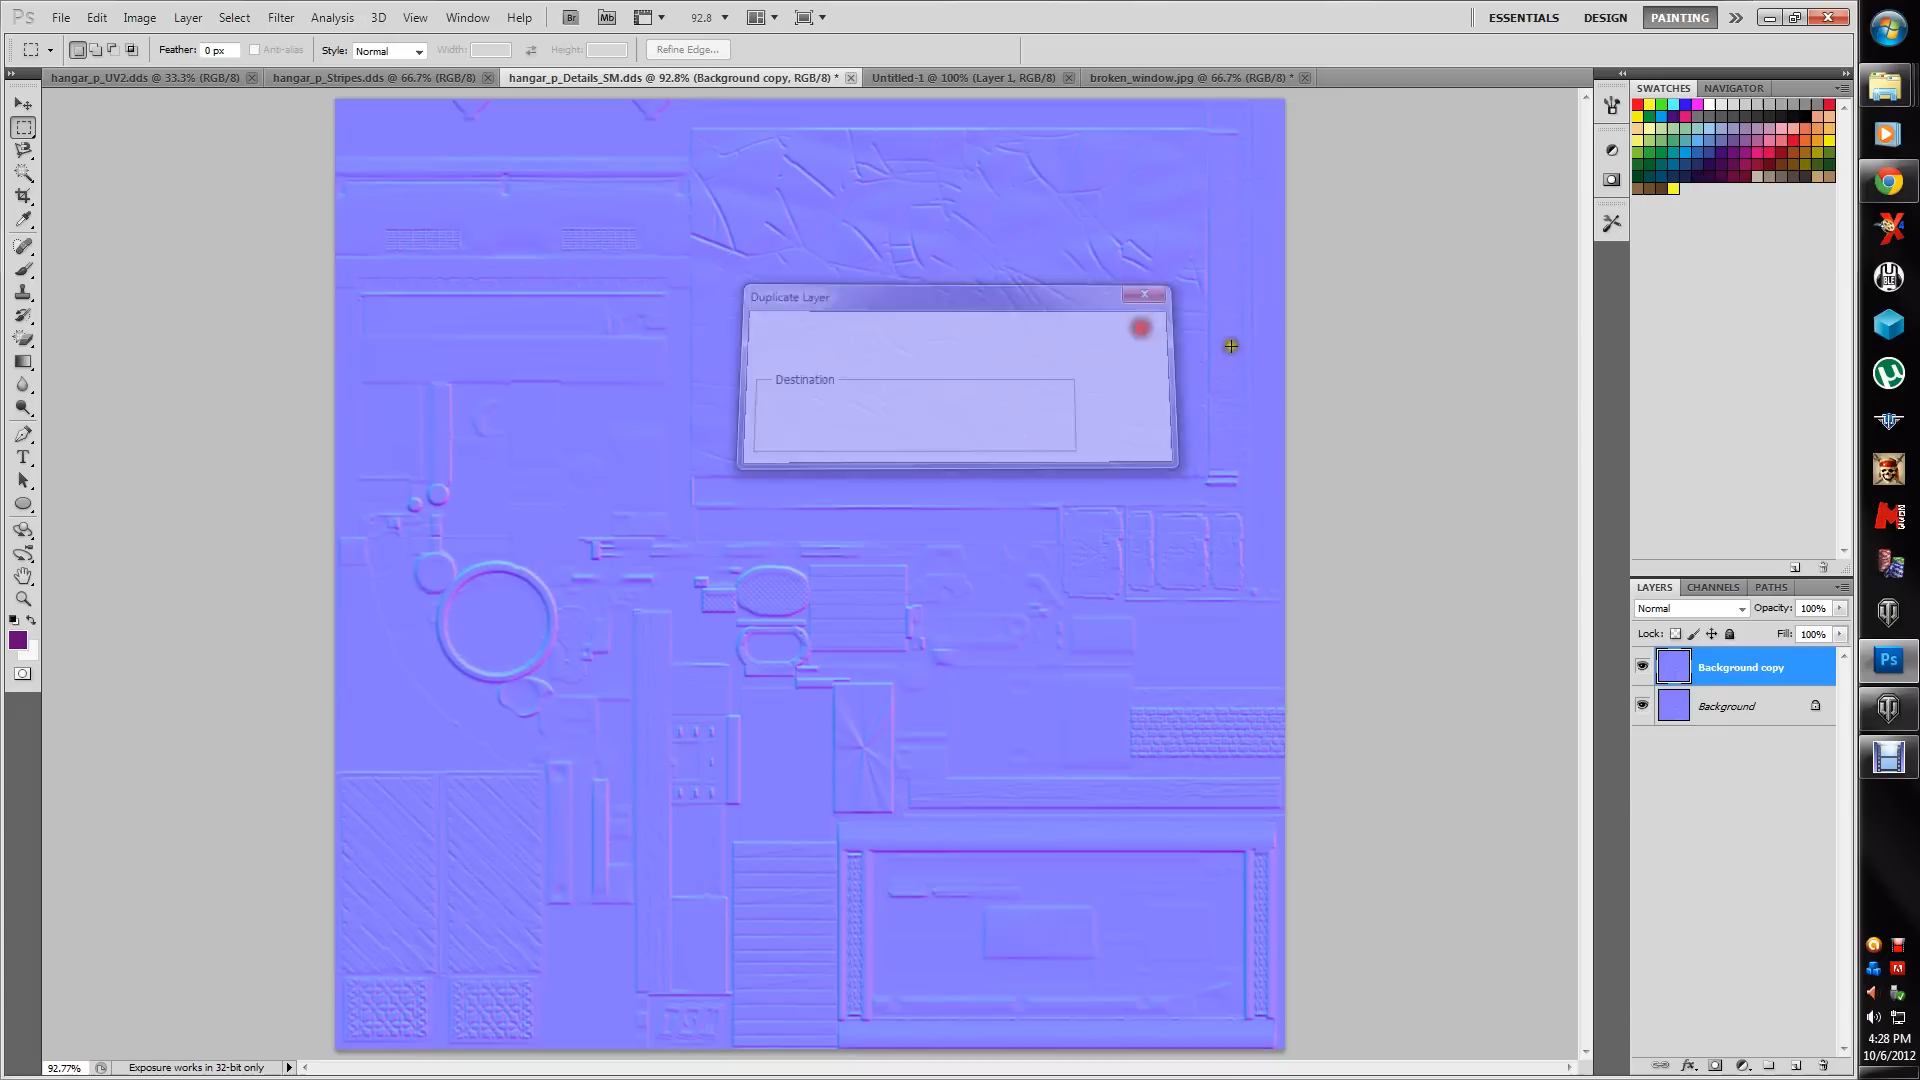 Ps File Edit Image Layer Select Filter Analysis 3D View Window Help Br Mb 92.8 ESSENTIALS DESIGN PAINTING
Feather: 0 px Anti-alias Style: Normal Width: Height: Refine Edge...
hangar_p_UV2.dds @ 33.3% (RGB/8) hangar_p_Stripes.dds @ 66.7% (RGB/8) hangar_p_Details_SM.dds @ 92.8% (Background copy, RGB/8) * Untitled-1 @ 100% (Layer 1, RGB/8) broken_window.jpg @ 66.7% (RGB/8) *
SWATCHES NAVIGATOR
Duplicate Layer
Destination
LAYERS CHANNELS PATHS
Normal Opacity: 100%
Lock: Fill: 100%
Background copy
Background
Ps
92.77% Exposure works in 32-bit only
4:28 PM
10/6/2012